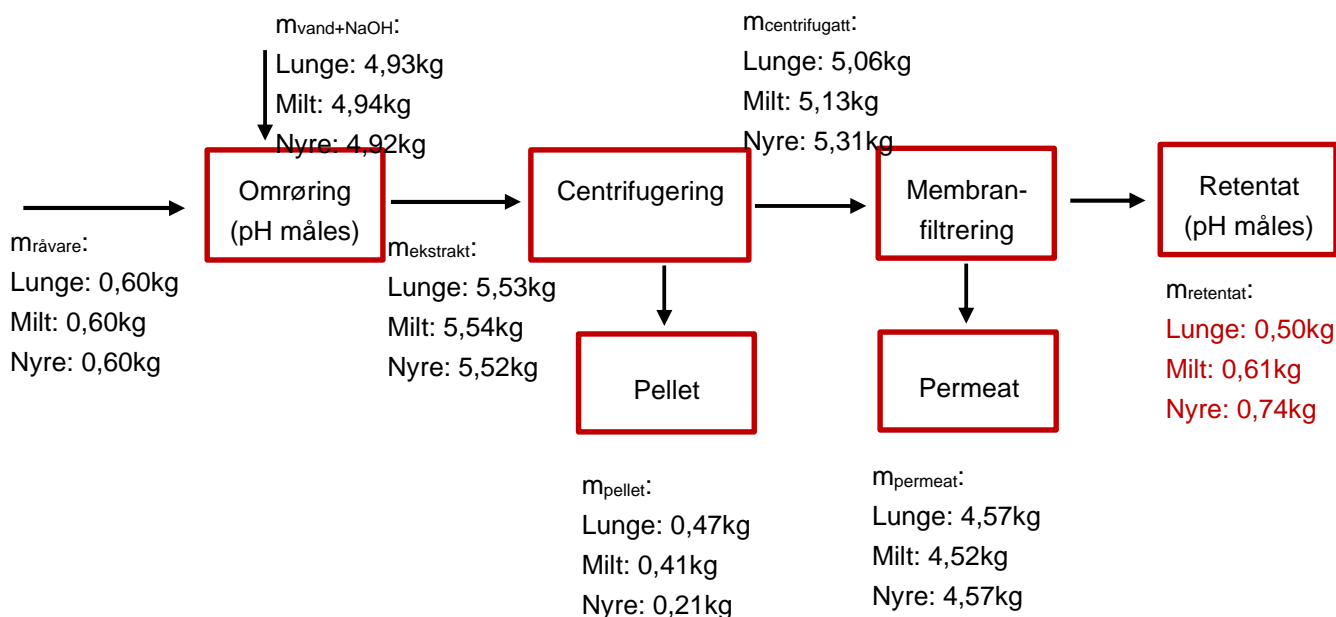 mvand+NaOH:
Lunge: 4,93kg
Milt: 4,94kg
Nyre: 4,92kg
mcentrifugatt:
Lunge: 5,06kg
Milt: 5,13kg
Nyre: 5,31kg
Omrøring
(pH måles)
Centrifugering
Membran-
filtrering
Retentat
(pH måles)
mråvare:
Lunge: 0,60kg
Milt: 0,60kg
Nyre: 0,60kg
mekstrakt:
Lunge: 5,53kg
Milt: 5,54kg
Nyre: 5,52kg
mretentat:
Lunge: 0,50kg
Milt: 0,61kg
Nyre: 0,74kg
Pellet
Permeat
mpellet:
Lunge: 0,47kg
Milt: 0,41kg
Nyre: 0,21kg
mpermeat:
Lunge: 4,57kg
Milt: 4,52kg
Nyre: 4,57kg